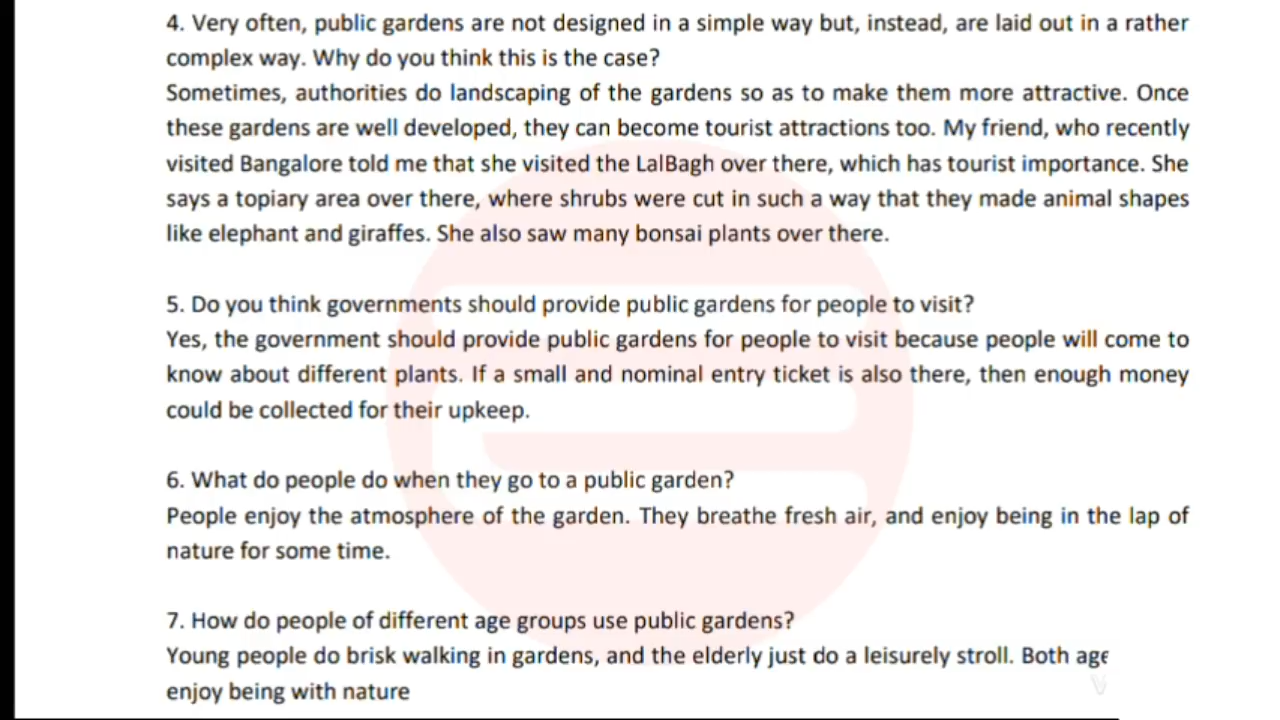 4. Very often, public gardens are not designed in a simple way but, instead, are laid out in a rather
complex way. Why do you think this is the case?
Sometimes, authorities do landscaping of the gardens so as to make them more attractive. Once
these gardens are well developed, they can become tourist attractions too. My friend, who recently
visited Bangalore told me that she visited the LalBagh over there, which has tourist importance. She
says a topiary area over there, where shrubs were cut in such a way that they made animal shapes
like elephant and giraffes. She also saw many bonsai plants over there.
5. Do you think governments should provide public gardens for people to visit?
Yes, the government should provide public gardens for people to visit because people will come to
know about different plants. If a small and nominal entry ticket is also there, then enough money
could be collected for their upkeep.
6. What do people do when they go to a public garden?
People enjoy the atmosphere of the garden. They breathe fresh air, and enjoy being in the lap of
nature for some time.
7. How do people of different age groups use public gardens?
Young people do brisk walking in gardens, and the elderly just do a leisurely stroll. Both age
enjoy being with nature